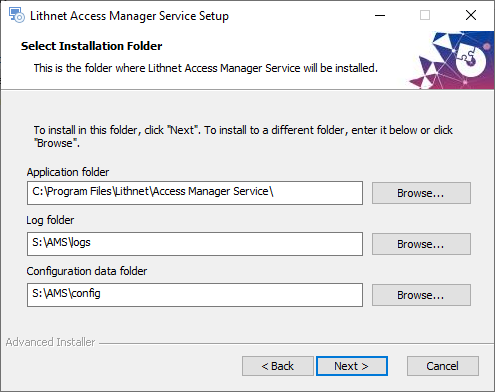 Lithnet Access Manager Service Setup
Select Installation Folder
This is the folder where Lithnet Access Manager Service will be installed.
To install in this folder, click "Next". To install to a different folder, enter it below or click
"Browse".
Application folder
C:\Program Files\Lithnet\Access Manager Service\
Browse...
Log folder
S:\AMS\logs
Browse...
Configuration data folder
S:\AMS\config
Browse...
Advanced Installer
< Back
Next >
Cancel